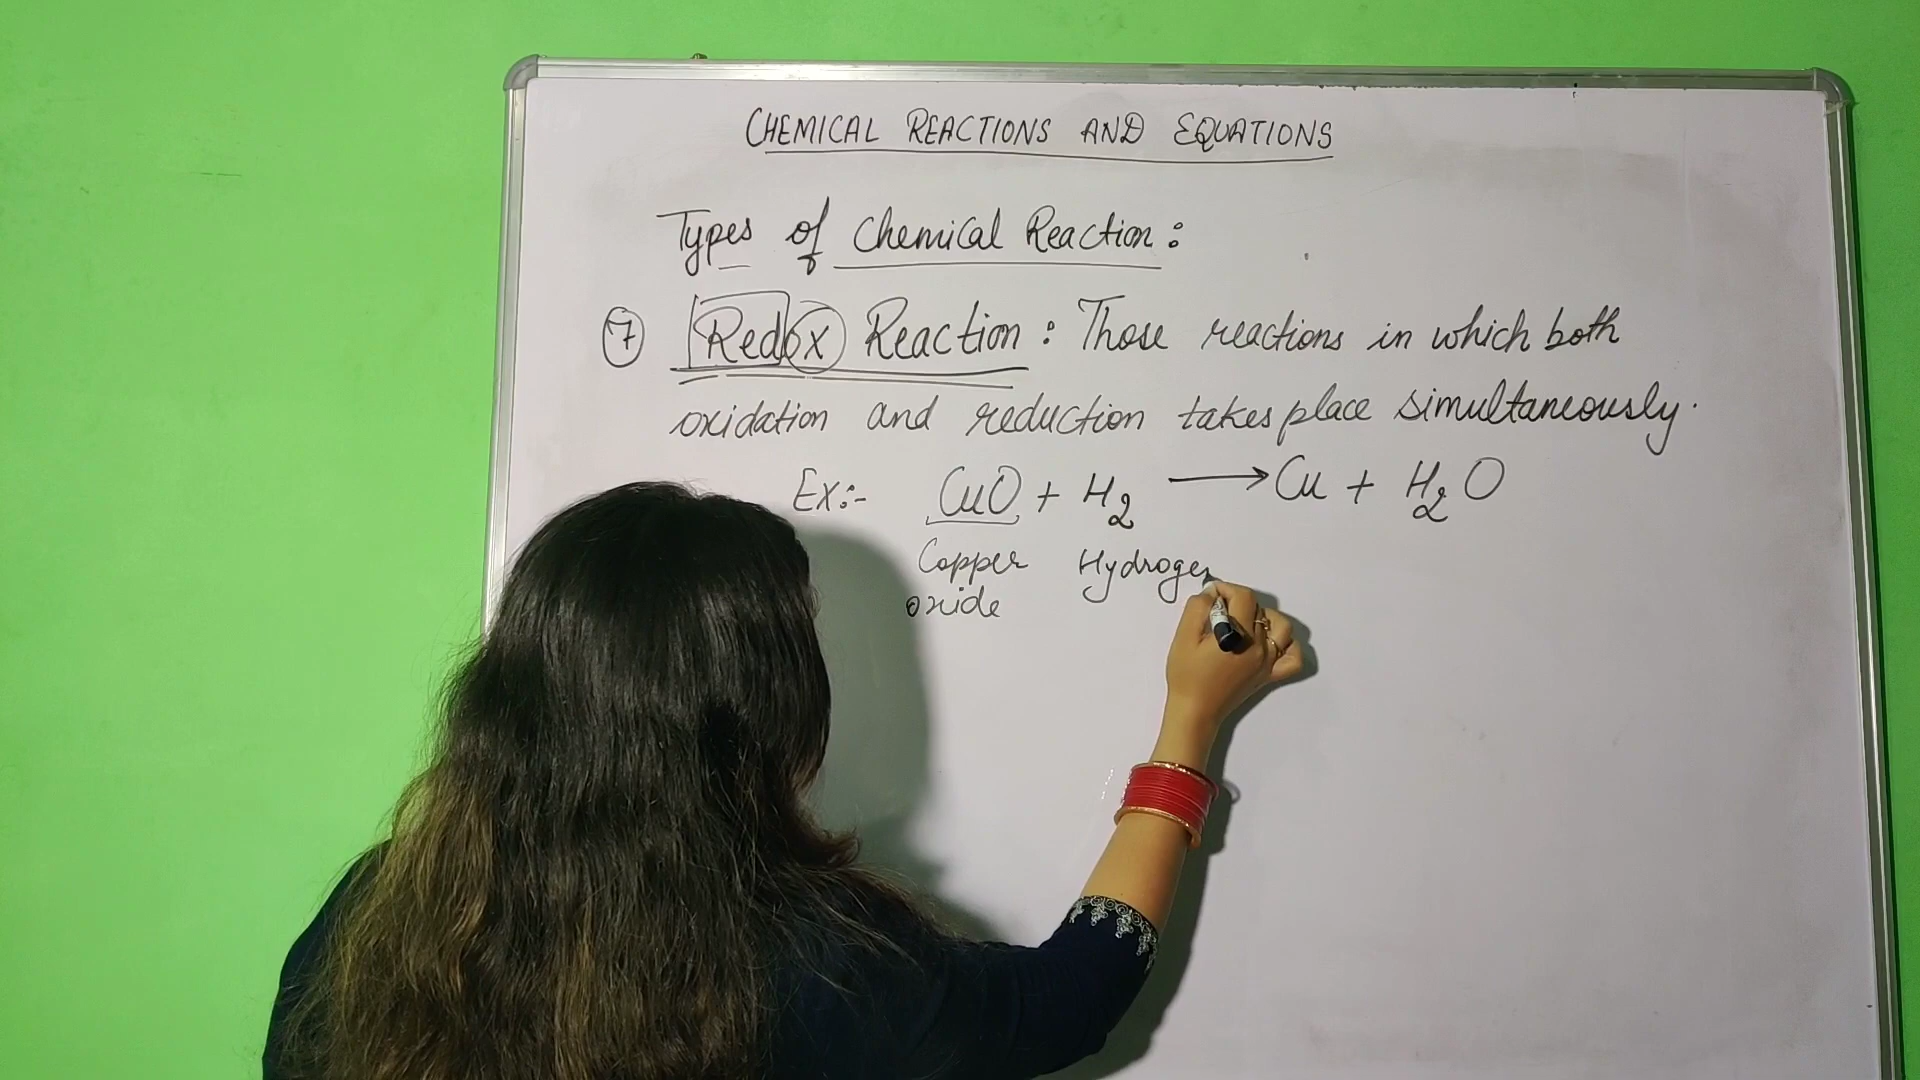 CHEMICAL REACTIONS AND EQUATIONS
Types of Chemical Reaction:
7 Redox Reaction: Those reactions in which both
oxidation and reduction takes place simultaneously.
Ex:- CuO + H2 → Cu + H2O
Copper Hydrogen
oxide